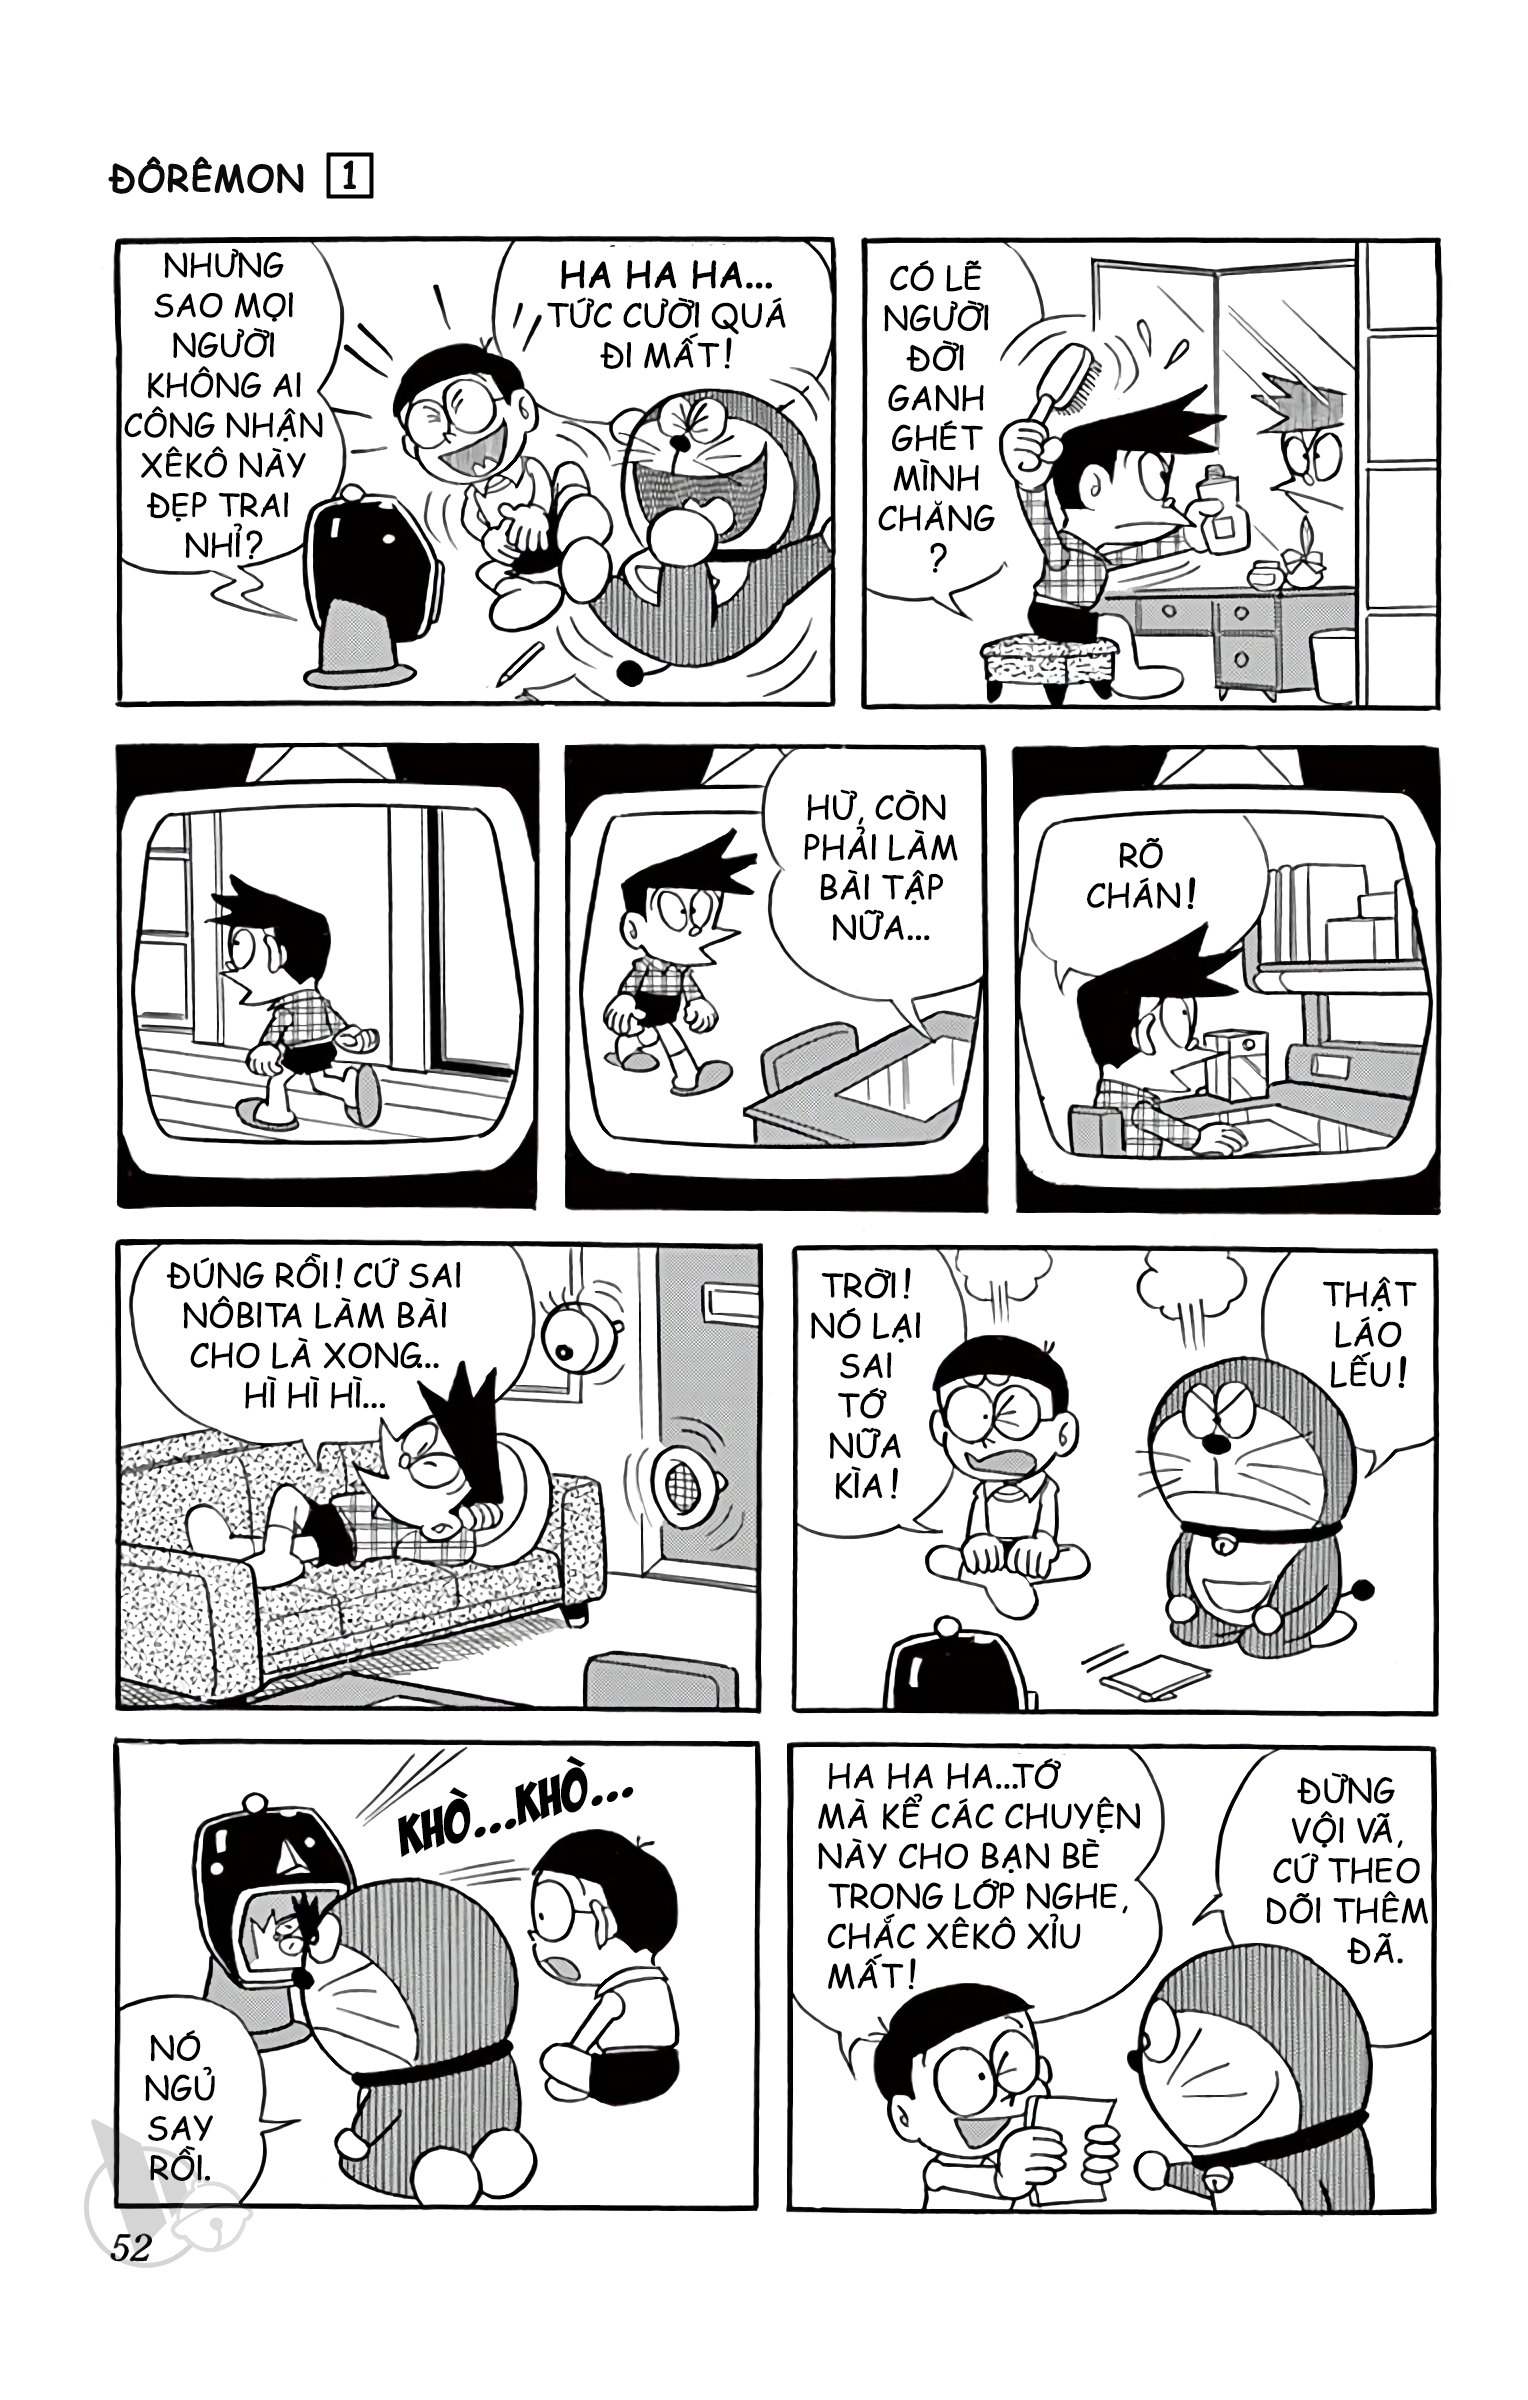 ĐÔRÊMON 1
NHƯNG
SAO MỌI
NGƯỜI
KHÔNG AI
CÔNG NHẬN
XÊKÔ NÀY
ĐẸP TRAI
NHỈ?
HA HA HA...
TỨC CƯỜI QUÁ
ĐI MẤT!
CÓ LẼ
NGƯỜI
ĐỜI
GANH
GHÉT
MÌNH
CHĂNG
?
HỪ, CÒN
PHẢI LÀM
BÀI TẬP
NỮA...
RÕ
CHÁN!
ĐÚNG RỒI! CỨ SAI
NÔBITA LÀM BÀI
CHO LÀ XONG...
HÌ HÌ HÌ...
TRỜI!
NÓ LẠI
SAI
TỚ
NỮA
KÌA!
THẬT
LÁO
LẾU!
KHÒ...KHÒ...
NÓ
NGỦ
SAY
RỒI.
HA HA HA...TỚ
MÀ KỂ CÁC CHUYỆN
NÀY CHO BẠN BÈ
TRONG LỚP NGHE,
CHẮC XÊKÔ XỈU
MẤT!
ĐỪNG
VỘI VÃ,
CỨ THEO
DÕI THÊM
ĐÃ.
52